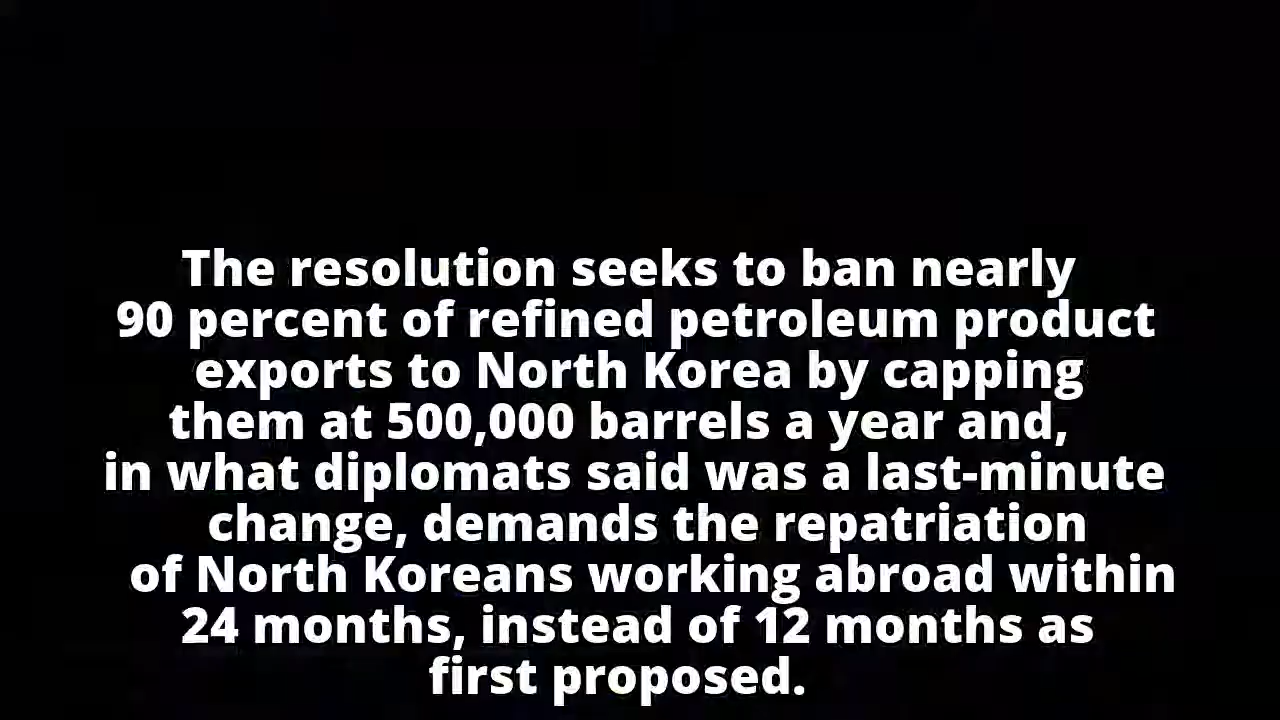 The resolution seeks to ban nearly
90 percent of refined petroleum product
exports to North Korea by capping
them at 500,000 barrels a year and,
in what diplomats said was a last-minute
change, demands the repatriation
of North Koreans working abroad within
24 months, instead of 12 months as
first proposed.